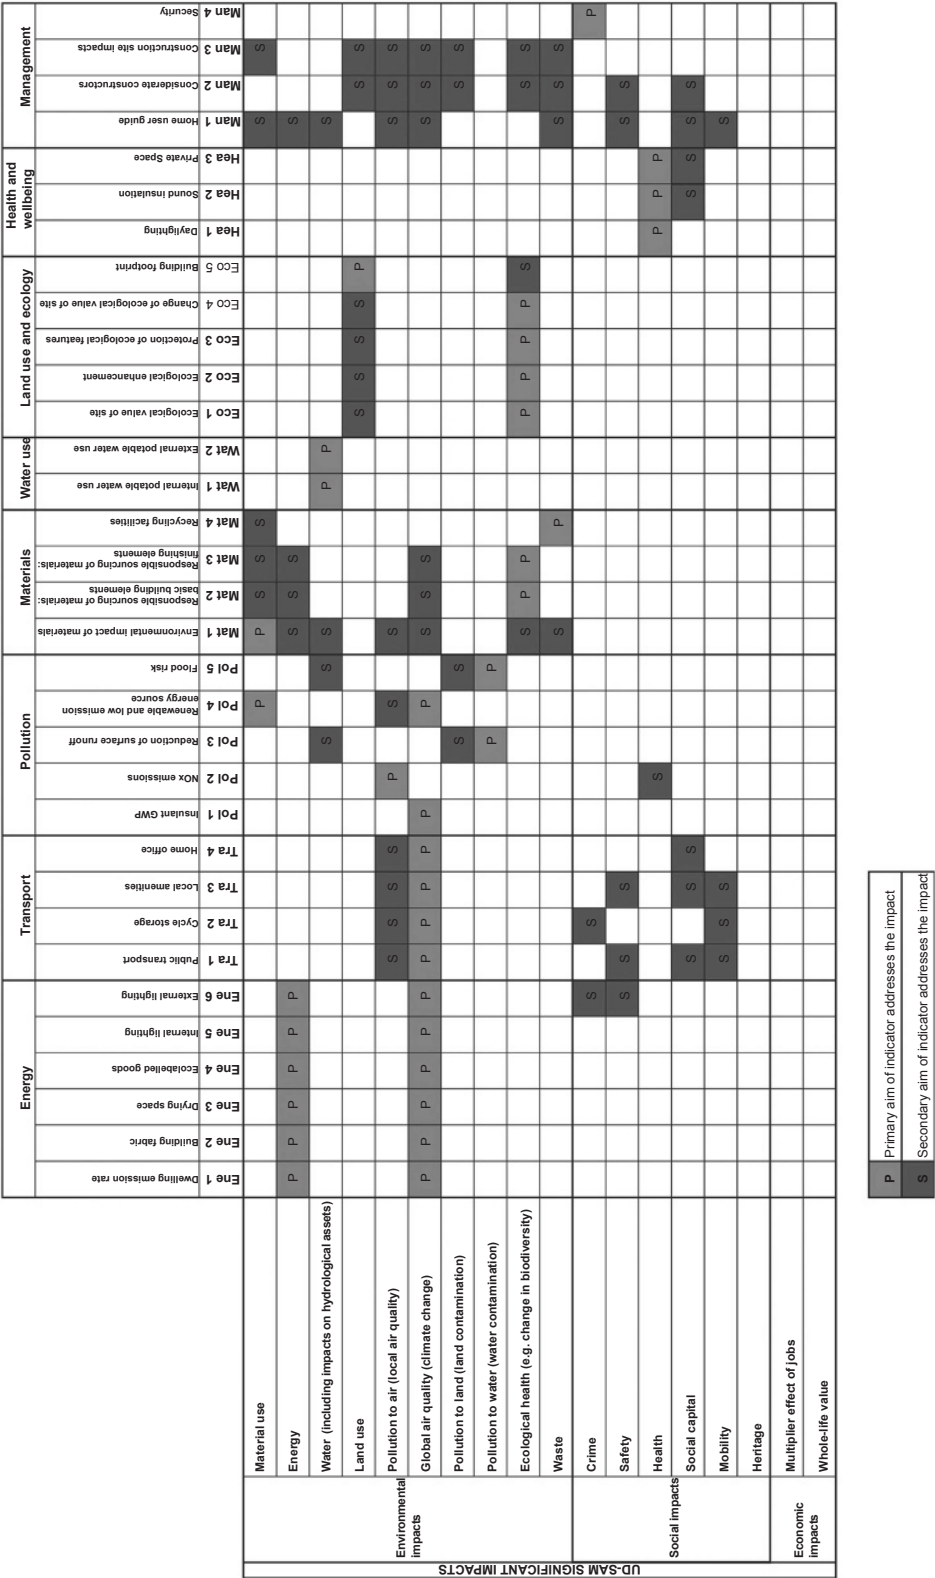 Energy
Transport
Pollution
Materials
Water use
Land use and ecology
Health and
wellbeing
Management
Dwelling emission rate
Building fabric
Drying space
Ecolabelled goods
Internal lighting
External lighting
Public transport
Cycle storage
Local amenities
Home office
Insulant GWP
NOx emissions
Reduction of surface runoff
Renewable and low emission
energy source
Flood risk
Environmental impact of materials
Responsible sourcing of materials:
basic building elements
Responsible sourcing of materials:
finishing elements
Recycling facilities
Internal potable water use
External potable water use
Ecological value of site
Ecological enhancement
Protection of ecological features
Change of ecological value of site
Building footprint
Daylighting
Sound insulation
Private Space
Home user guide
Considerate constructors
Construction site impacts
Security
Ene 1 Ene 2 Ene 3 Ene 4 Ene 5 Ene 6 Tra 1 Tra 2 Tra 3 Tra 4 Pol 1 Pol 2 Pol 3 Pol 4 Pol 5 Mat 1 Mat 2 Mat 3 Mat 4 Wat 1 Wat 2 Eco 1 Eco 2 Eco 3 Eco 4 Eco 5 Hea 1 Hea 2 Hea 3 Man 1 Man 2 Man 3 Man 4
UD-SAM SIGNIFICANT IMPACTS
Environmental
impacts
Material use P P S S S S S
Energy P P P P P P S S S S
Water (including impacts on hydrological assets) S S S P P S
Land use S S S S P S S
Pollution to air (local air quality) S S S S P S S S S S
Global air quality (climate change) P P P P P P P P P P P P S S S S S S
Pollution to land (land contamination) S S S S
Pollution to water (water contamination) P P
Ecological health (e.g. change in biodiversity) S P P P P P P S S S
Waste S P S S S
Social impacts
Crime S S P
Safety S S S S S
Health S P P P
Social capital S S S S S S S
Mobility S S S S
Heritage
Economic
impacts
Multiplier effect of jobs
Whole-life value
P Primary aim of indicator addresses the impact
S Secondary aim of indicator addresses the impact